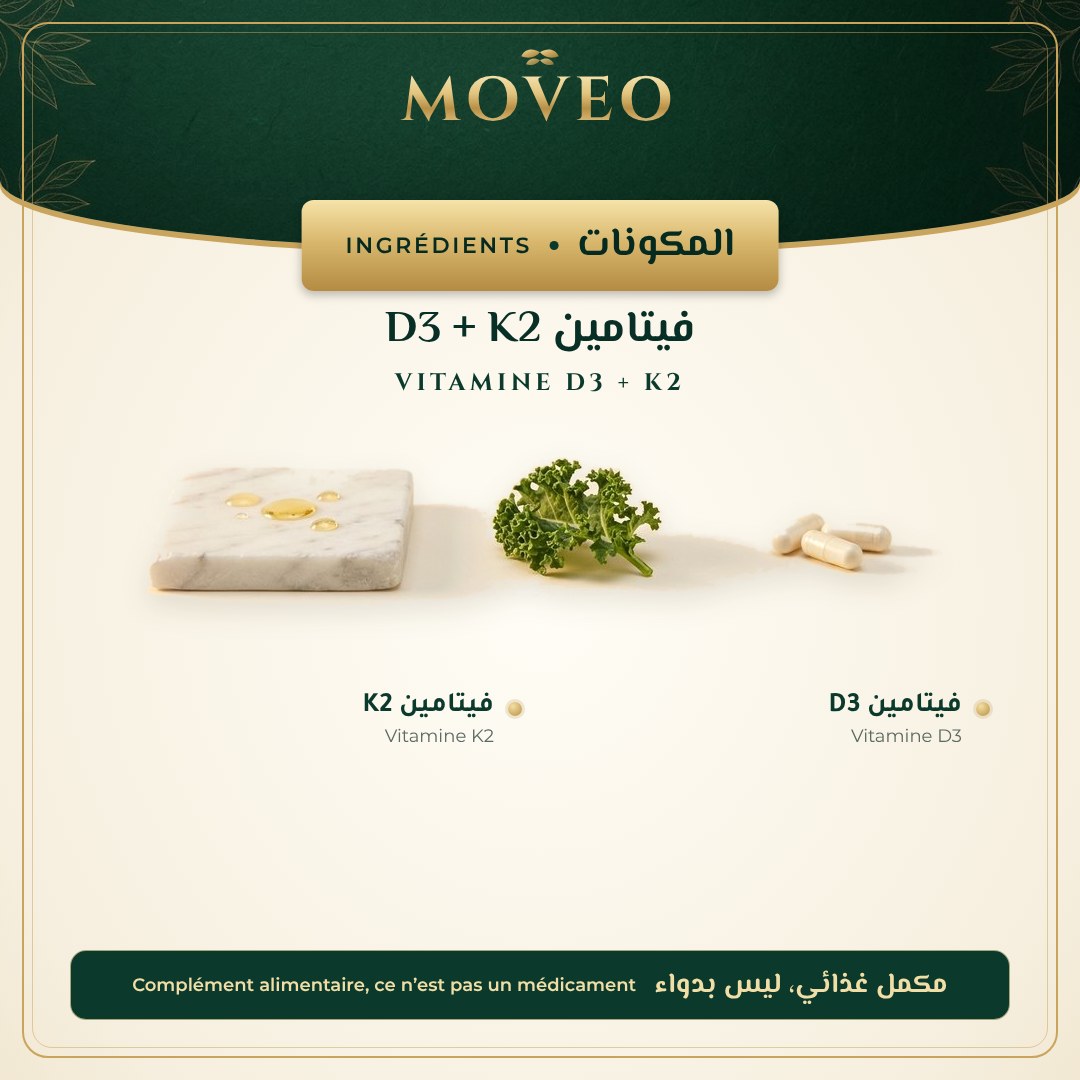 MOVEO
المكونات • INGRÉDIENTS
فيتامين D3 + K2
VITAMINE D3 + K2
فيتامين D3
Vitamine D3
فيتامين K2
Vitamine K2
مكمل غذائي، ليس بدواء Complément alimentaire, ce n’est pas un médicament